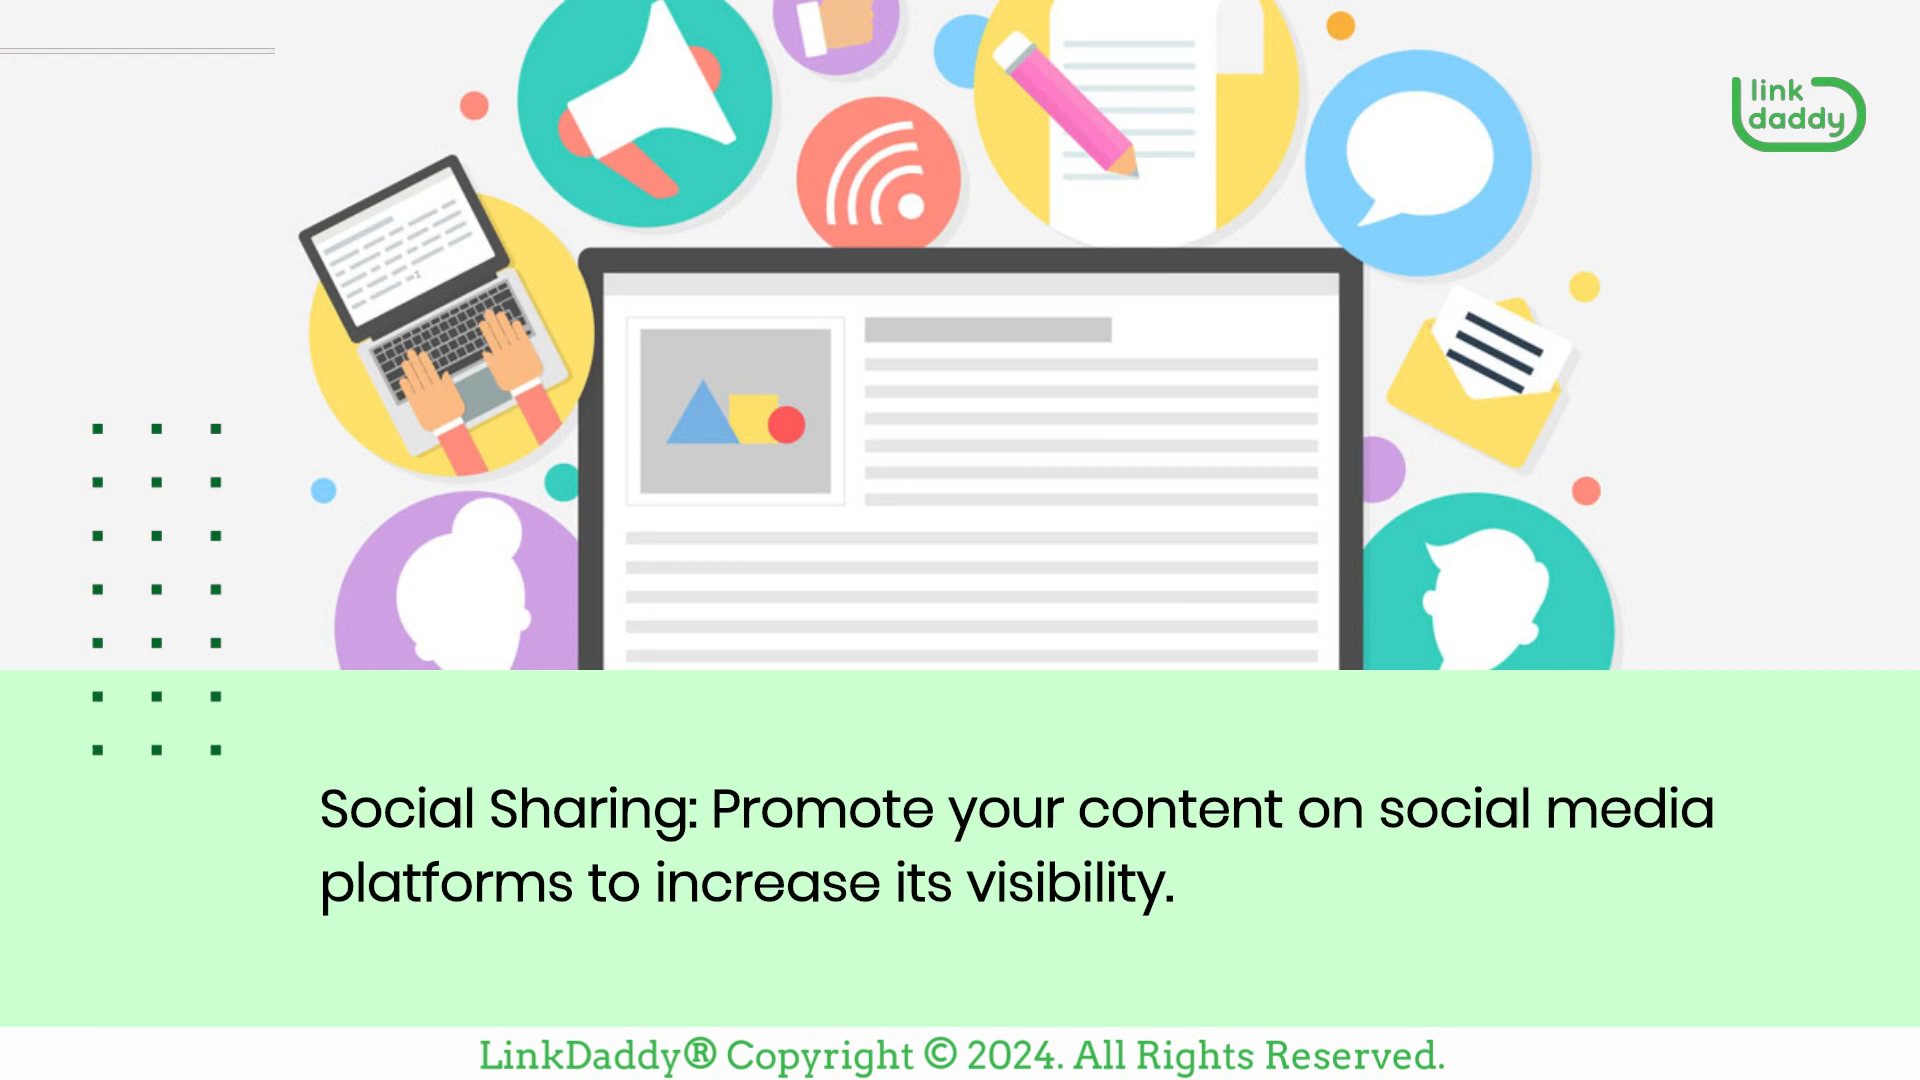 link
daddy
Social Sharing: Promote your content on social media
platforms to increase its visibility.
LinkDaddy® Copyright © 2024. All Rights Reserved.